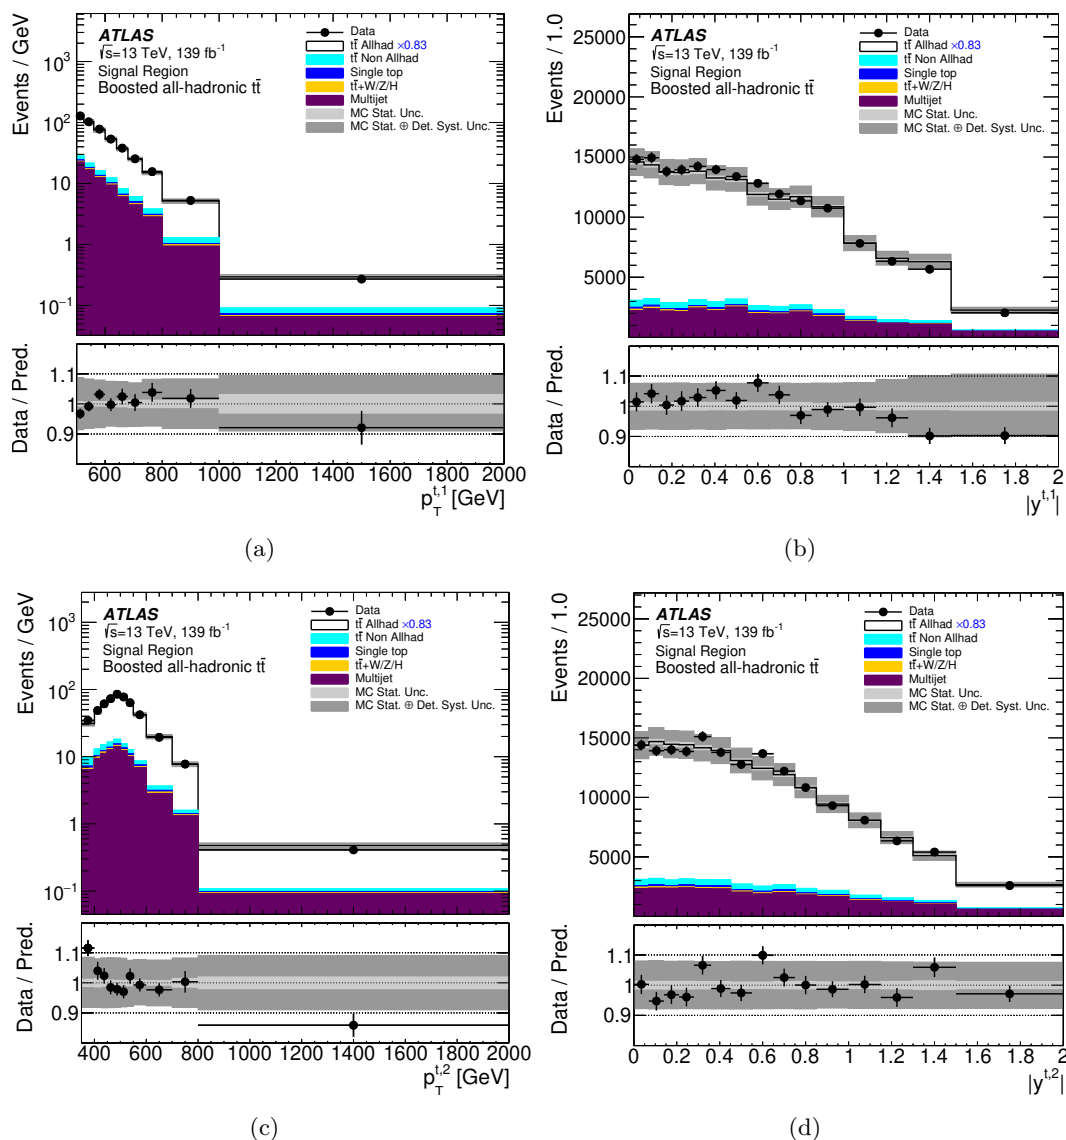 ATLAS
√s=13 TeV, 139 fb⁻¹
Signal Region
Boosted all-hadronic tt̄
Data
tt̄ Allhad ×0.83
tt̄ Non Allhad
Single top
tt̄+W/Z/H
Multijet
MC Stat. Unc.
MC Stat. ⊕ Det. Syst. Unc.
Events / GeV
10³
10²
10
1
10⁻¹
Data / Pred.
1.1
1
0.9
600 800 1000 1200 1400 1600 1800 2000
p_T^{t,1} [GeV]
(a)
ATLAS
√s=13 TeV, 139 fb⁻¹
Signal Region
Boosted all-hadronic tt̄
Data
tt̄ Allhad ×0.83
tt̄ Non Allhad
Single top
tt̄+W/Z/H
Multijet
MC Stat. Unc.
MC Stat. ⊕ Det. Syst. Unc.
Events / 1.0
25000
20000
15000
10000
5000
Data / Pred.
1.1
1
0.9
0 0.2 0.4 0.6 0.8 1 1.2 1.4 1.6 1.8 2
|y^{t,1}|
(b)
ATLAS
√s=13 TeV, 139 fb⁻¹
Signal Region
Boosted all-hadronic tt̄
Data
tt̄ Allhad ×0.83
tt̄ Non Allhad
Single top
tt̄+W/Z/H
Multijet
MC Stat. Unc.
MC Stat. ⊕ Det. Syst. Unc.
Events / GeV
10³
10²
10
1
10⁻¹
Data / Pred.
1.1
1
0.9
400 600 800 1000 1200 1400 1600 1800 2000
p_T^{t,2} [GeV]
(c)
ATLAS
√s=13 TeV, 139 fb⁻¹
Signal Region
Boosted all-hadronic tt̄
Data
tt̄ Allhad ×0.83
tt̄ Non Allhad
Single top
tt̄+W/Z/H
Multijet
MC Stat. Unc.
MC Stat. ⊕ Det. Syst. Unc.
Events / 1.0
25000
20000
15000
10000
5000
Data / Pred.
1.1
1
0.9
0 0.2 0.4 0.6 0.8 1 1.2 1.4 1.6 1.8 2
|y^{t,2}|
(d)